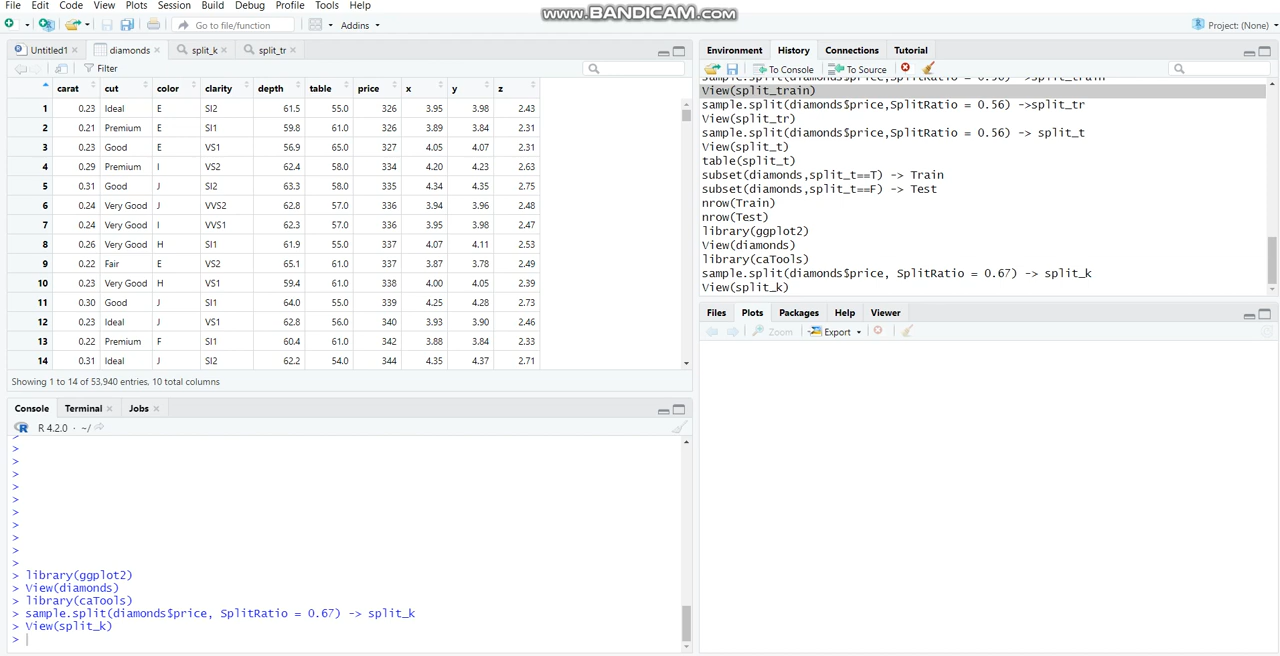 www.BANDICAM.com
File Edit Code View Plots Session Build Debug Profile Tools Help
Go to file/function Addins Project: (None)
Untitled1 diamonds split_k split_tr
Filter
carat cut color clarity depth table price x y z
1 0.23 Ideal E SI2 61.5 55.0 326 3.95 3.98 2.43
2 0.21 Premium E SI1 59.8 61.0 326 3.89 3.84 2.31
3 0.23 Good E VS1 56.9 65.0 327 4.05 4.07 2.31
4 0.29 Premium I VS2 62.4 58.0 334 4.20 4.23 2.63
5 0.31 Good J SI2 63.3 58.0 335 4.34 4.35 2.75
6 0.24 Very Good J VVS2 62.8 57.0 336 3.94 3.96 2.48
7 0.24 Very Good I VVS1 62.3 57.0 336 3.95 3.98 2.47
8 0.26 Very Good H SI1 61.9 55.0 337 4.07 4.11 2.53
9 0.22 Fair E VS2 65.1 61.0 337 3.87 3.78 2.49
10 0.23 Very Good H VS1 59.4 61.0 338 4.00 4.05 2.39
11 0.30 Good J SI1 64.0 55.0 339 4.25 4.28 2.73
12 0.23 Ideal J VS1 62.8 56.0 340 3.93 3.90 2.46
13 0.22 Premium F SI1 60.4 61.0 342 3.88 3.84 2.33
14 0.31 Ideal J SI2 62.2 54.0 344 4.35 4.37 2.71
Showing 1 to 14 of 53,940 entries, 10 total columns
Console Terminal Jobs
R R 4.2.0 · ~/
>
>
>
>
>
>
>
>
>
>
> library(ggplot2)
> View(diamonds)
> library(caTools)
> sample.split(diamonds$price, SplitRatio = 0.67) -> split_k
> View(split_k)
>
Environment History Connections Tutorial
To Console To Source
View(split_train)
sample.split(diamonds$price,SplitRatio = 0.56) ->split_tr
View(split_tr)
sample.split(diamonds$price,SplitRatio = 0.56) -> split_t
View(split_t)
table(split_t)
subset(diamonds,split_t==T) -> Train
subset(diamonds,split_t==F) -> Test
nrow(Train)
nrow(Test)
library(ggplot2)
View(diamonds)
library(caTools)
sample.split(diamonds$price, SplitRatio = 0.67) -> split_k
View(split_k)
Files Plots Packages Help Viewer
Zoom Export